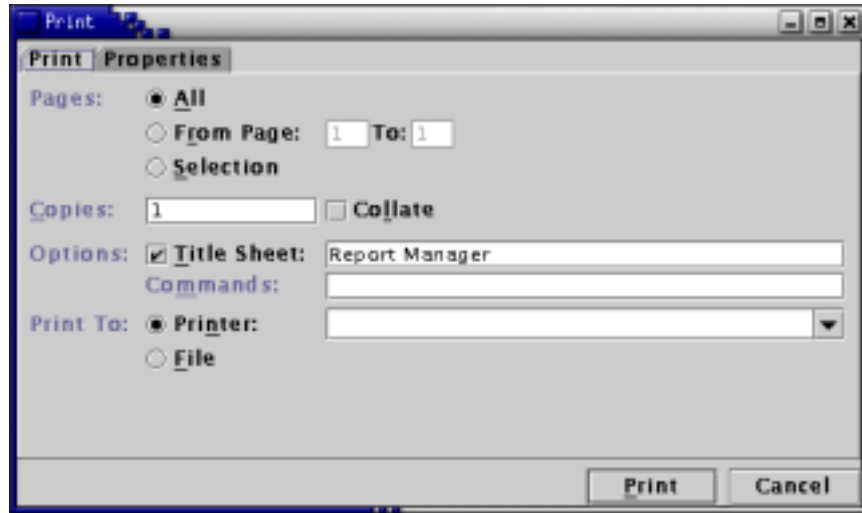 Print
Print Properties
Pages: All
From Page: 1 To: 1
Selection
Copies: 1 Collate
Options: Title Sheet: Report Manager
Commands:
Print To: Printer:
File
Print Cancel